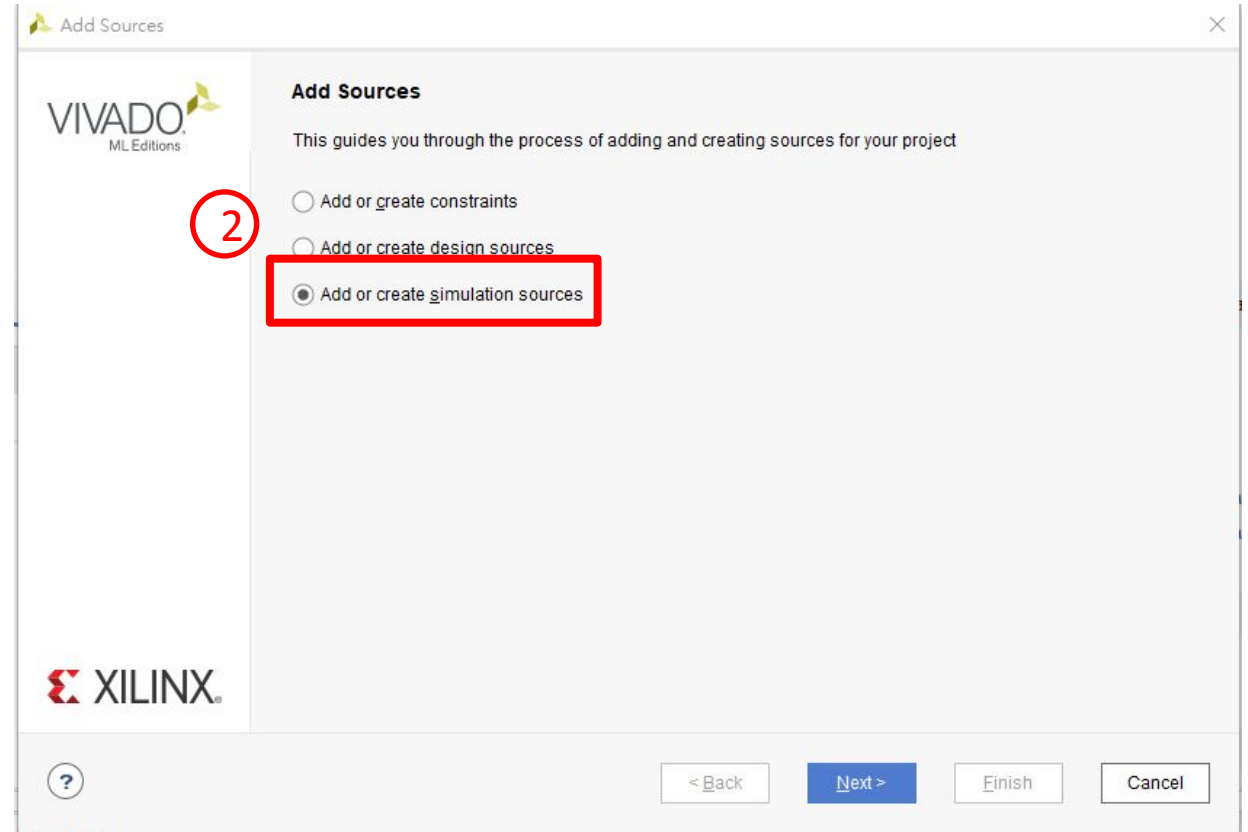 Add Sources
VIVADO.
ML Editions
Add Sources
This guides you through the process of adding and creating sources for your project
Add or create constraints
2
Add or create design sources
Add or create simulation sources
XILINX.
?
< Back
Next >
Finish
Cancel